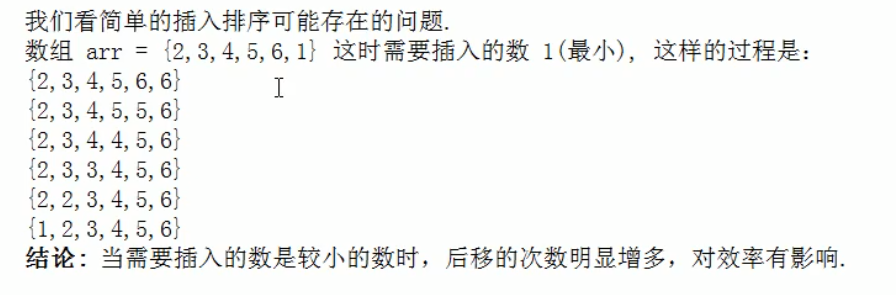 我们看简单的插入排序可能存在的问题.
数组 arr = {2,3,4,5,6,1} 这时需要插入的数 1(最小), 这样的过程是:
{2,3,4,5,6,6}
{2,3,4,5,5,6}
{2,3,4,4,5,6}
{2,3,3,4,5,6}
{2,2,3,4,5,6}
{1,2,3,4,5,6}
结论: 当需要插入的数是较小的数时, 后移的次数明显增多, 对效率有影响.